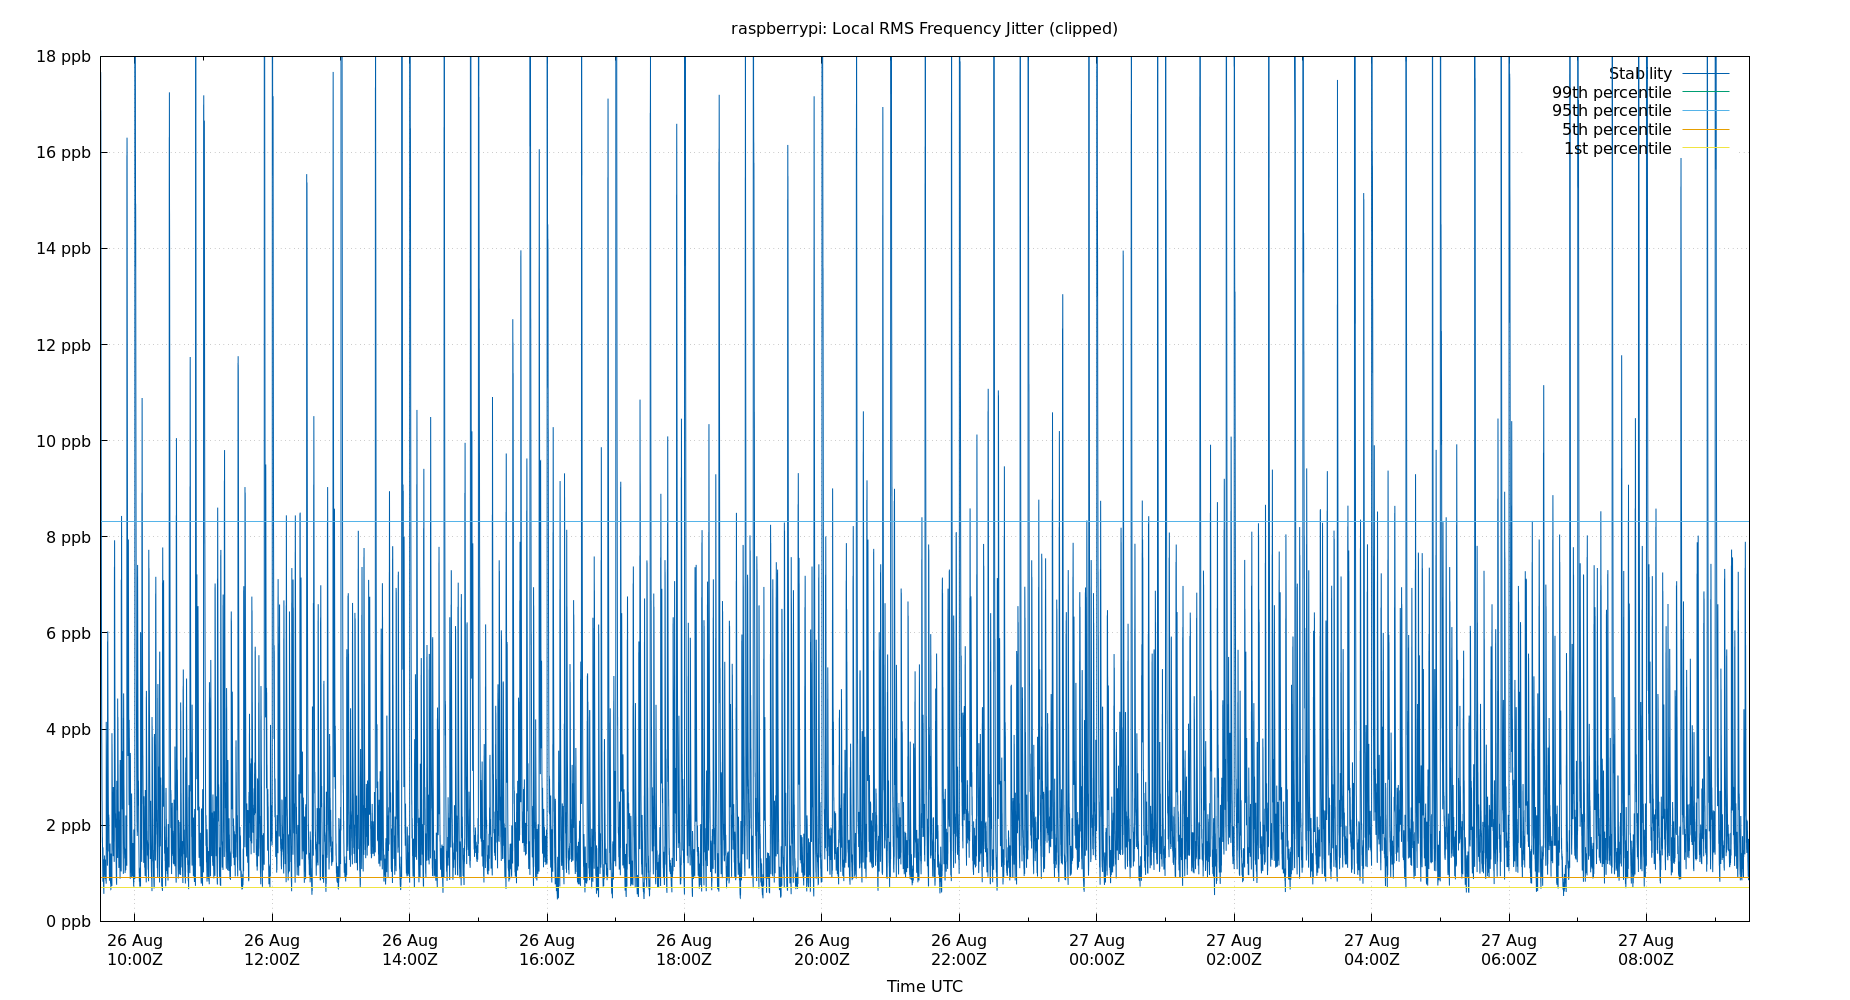 raspberrypi: Local RMS Frequency Jitter (clipped)
18 ppb
16 ppb
14 ppb
12 ppb
10 ppb
8 ppb
6 ppb
4 ppb
2 ppb
0 ppb
Stability
99th percentile
95th percentile
5th percentile
1st percentile
26 Aug 26 Aug 26 Aug 26 Aug 26 Aug 26 Aug 26 Aug 27 Aug 27 Aug 27 Aug 27 Aug 27 Aug
10:00Z 12:00Z 14:00Z 16:00Z 18:00Z 20:00Z 22:00Z 00:00Z 02:00Z 04:00Z 06:00Z 08:00Z
Time UTC